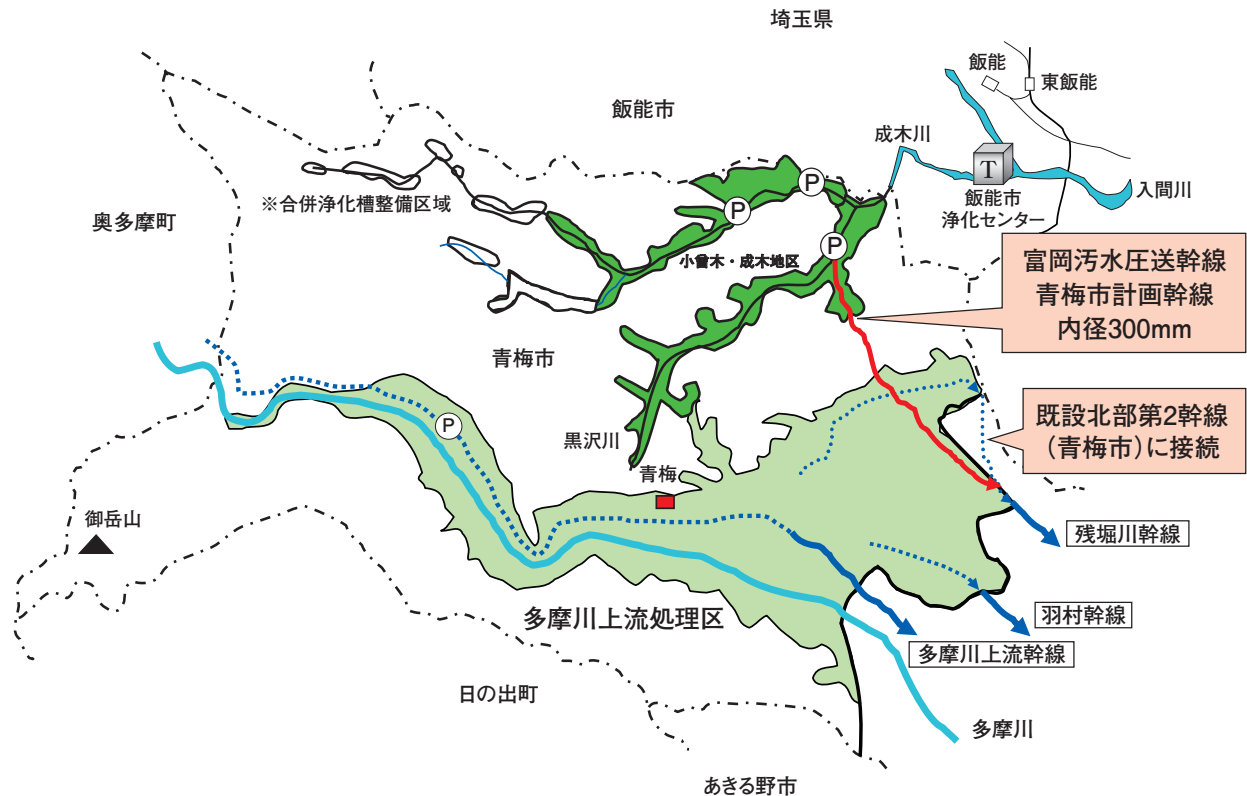 埼玉県
飯能
東飯能
飯能市
成木川
T
入間川
飯能市
浄化センター
P
P
P
※合併浄化槽整備区域
奥多摩町
小曾木・成木地区
富岡汚水圧送幹線
青梅市計画幹線
内径300mm
青梅市
P
既設北部第2幹線
（青梅市）に接続
黒沢川
青梅
御岳山
残堀川幹線
羽村幹線
多摩川上流処理区
多摩川上流幹線
日の出町
多摩川
あきる野市